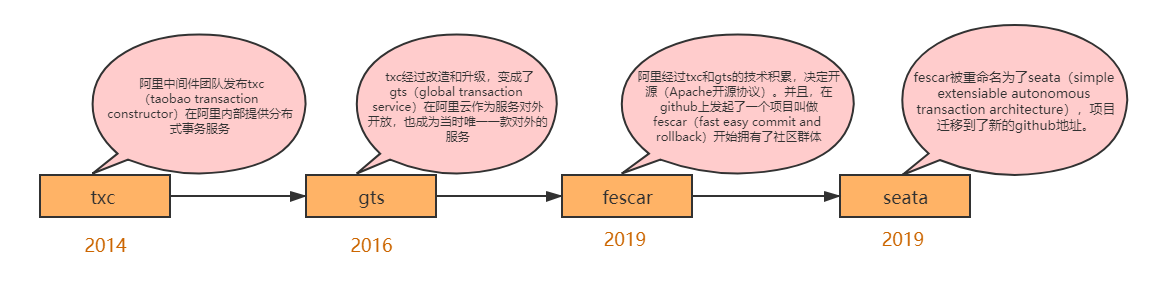 阿里中间件团队发布txc
（taobao transaction
constructor）在阿里内部提供分布
式事务服务
txc经过改造和升级，变成了
gts（global transaction
service）在阿里云作为服务对外
开放，也成为当时唯一一款对外的
服务
阿里经过txc和gts的技术积累，决定开
源（Apache开源协议）。并且，在
github上发起了一个项目叫做
fescar（fast easy commit and
rollback）开始拥有了社区群体
fescar被重命名为了seata（simple
extensiable autonomous
transaction architecture），项目
迁移到了新的github地址。
txc
gts
fescar
seata
2014
2016
2019
2019